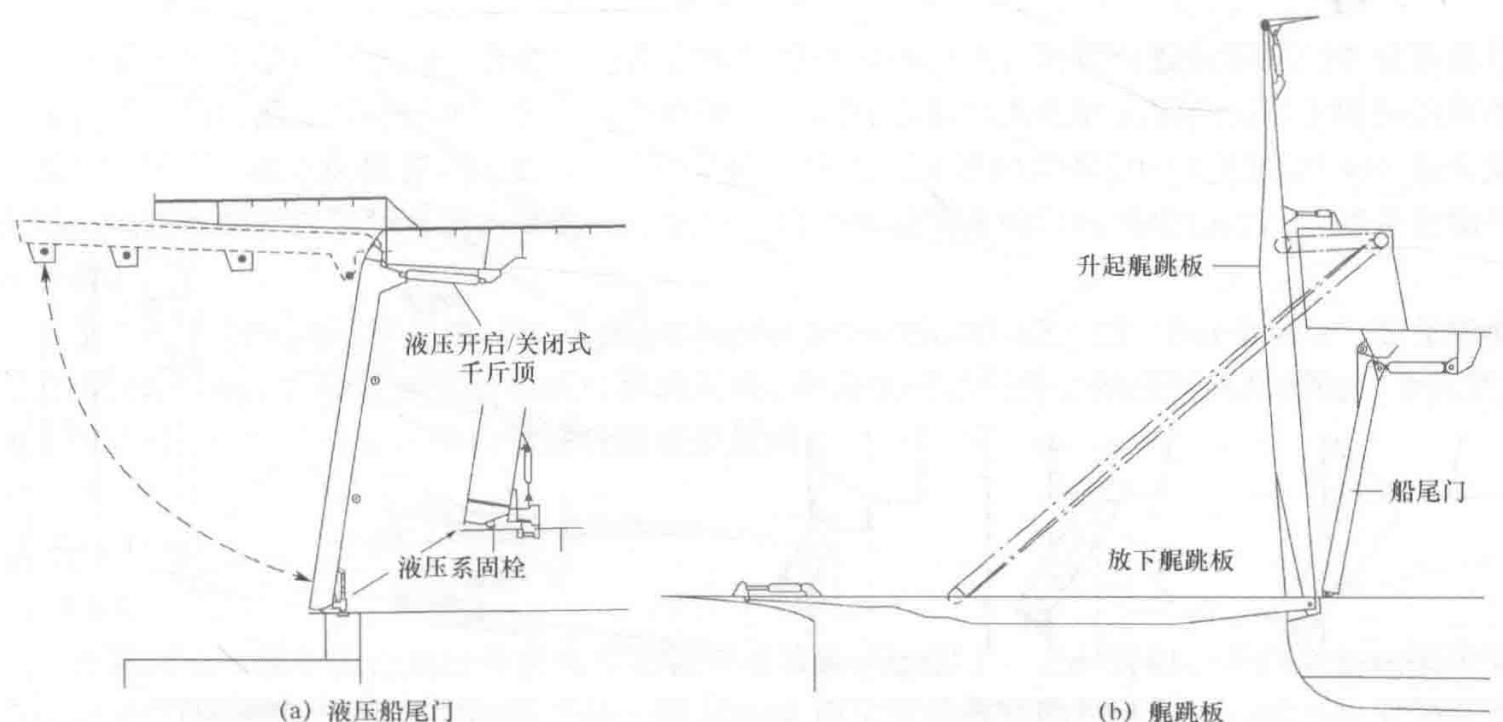 液压开启/关闭式
千斤顶
液压系固栓
(a) 液压船尾门
升起艉跳板
船尾门
放下艉跳板
(b) 艉跳板